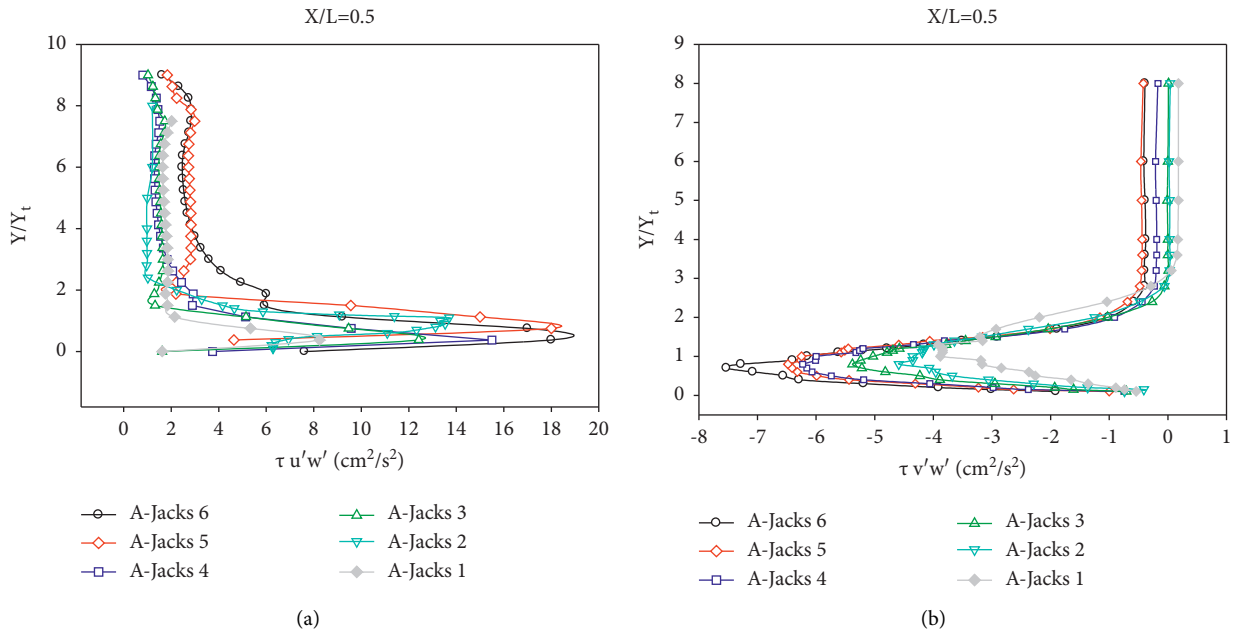 X/L=0.5
10
8
6
4
2
0
Y/Y_t
0 2 4 6 8 10 12 14 16 18 20
τ u′w′ (cm²/s²)
A-Jacks 6
A-Jacks 5
A-Jacks 4
A-Jacks 3
A-Jacks 2
A-Jacks 1
(a)
X/L=0.5
9
8
7
6
5
4
3
2
1
0
Y/Y_t
-8 -7 -6 -5 -4 -3 -2 -1 0 1
τ v′w′ (cm²/s²)
A-Jacks 6
A-Jacks 5
A-Jacks 4
A-Jacks 3
A-Jacks 2
A-Jacks 1
(b)